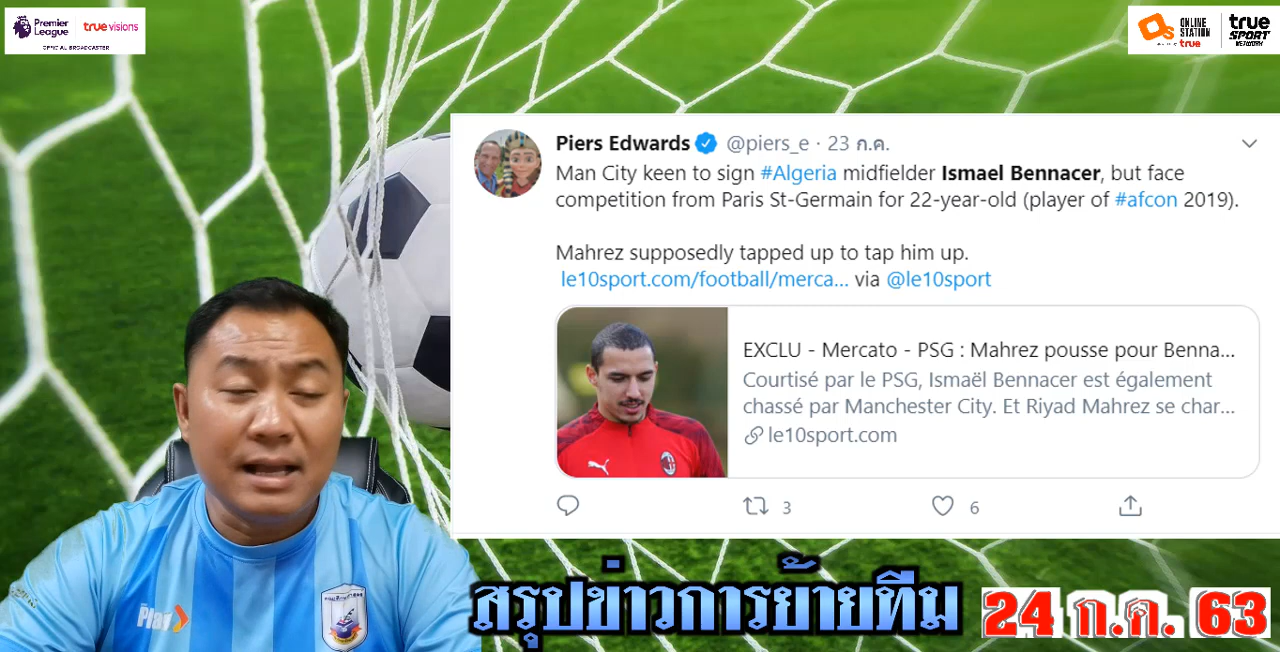 Premier League
true visions
OFFICIAL BROADCASTER
ONLINE STATION
true
true SPORT NETWORK
Piers Edwards @piers_e · 23 ก.ค.
Man City keen to sign #Algeria midfielder Ismael Bennacer, but face
competition from Paris St-Germain for 22-year-old (player of #afcon 2019).
Mahrez supposedly tapped up to tap him up.
le10sport.com/football/merca... via @le10sport
EXCLU - Mercato - PSG : Mahrez pousse pour Benna...
Courtisé par le PSG, Ismaël Bennacer est également
chassé par Manchester City. Et Riyad Mahrez se char...
le10sport.com
3
6
Play
สรุปข่าวการย้ายทีม 24 ก.ค. 63